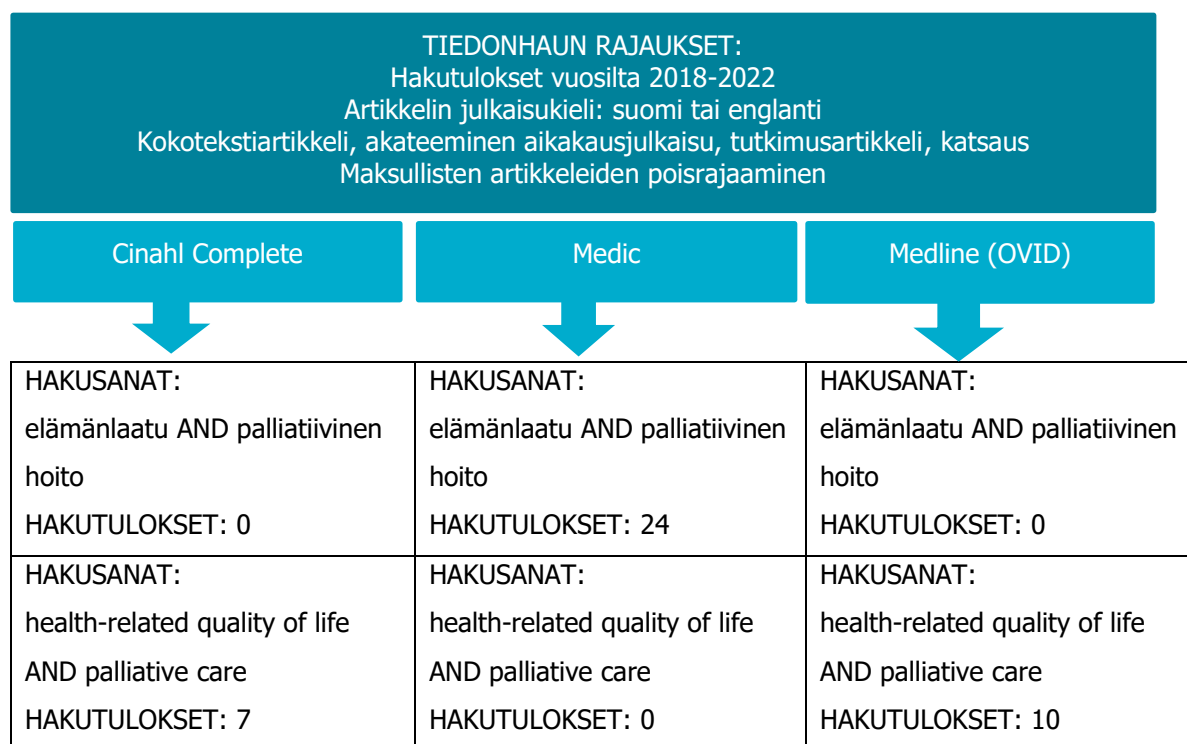 TIEDONHAUN RAJAUKSET:
Hakutulokset vuosilta 2018-2022
Artikkelin julkaisukieli: suomi tai englanti
Kokotekstiartikkeli, akateeminen aikakausjulkaisu, tutkimusartikkeli, katsaus
Maksullisten artikkeleiden poisrajaaminen
Cinahl Complete
Medic
Medline (OVID)
HAKUSANAT:
elämänlaatu AND palliatiivinen
hoito
HAKUTULOKSET: 0
HAKUSANAT:
elämänlaatu AND palliatiivinen
hoito
HAKUTULOKSET: 24
HAKUSANAT:
elämänlaatu AND palliatiivinen
hoito
HAKUTULOKSET: 0
HAKUSANAT:
health-related quality of life
AND palliative care
HAKUTULOKSET: 7
HAKUSANAT:
health-related quality of life
AND palliative care
HAKUTULOKSET: 0
HAKUSANAT:
health-related quality of life
AND palliative care
HAKUTULOKSET: 10